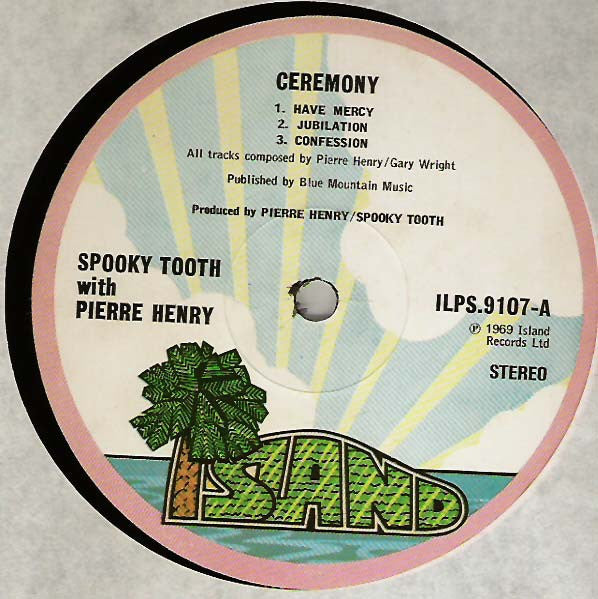 CEREMONY
1. HAVE MERCY
2. JUBILATION
3. CONFESSION
All tracks composed by Pierre Henry/Gary Wright
Published by Blue Mountain Music
Produced by PIERRE HENRY/SPOOKY TOOTH
SPOOKY TOOTH
with
PIERRE HENRY
ILPS.9107-A
℗ 1969 Island
Records Ltd
STEREO
ISLAND